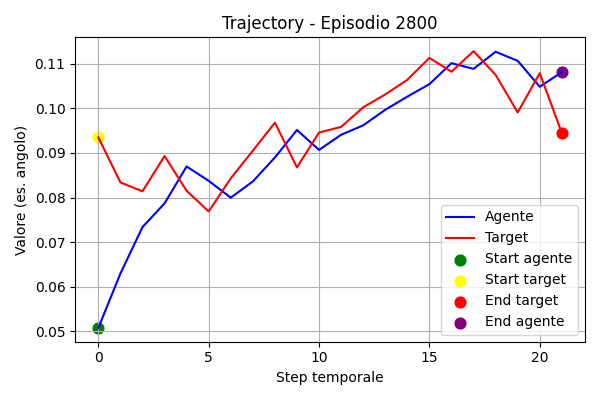 Trajectory - Episodio 2800
Valore (es. angolo)
0.11
0.10
0.09
0.08
0.07
0.06
0.05
0
5
10
15
20
Step temporale
Agente
Target
Start agente
Start target
End target
End agente